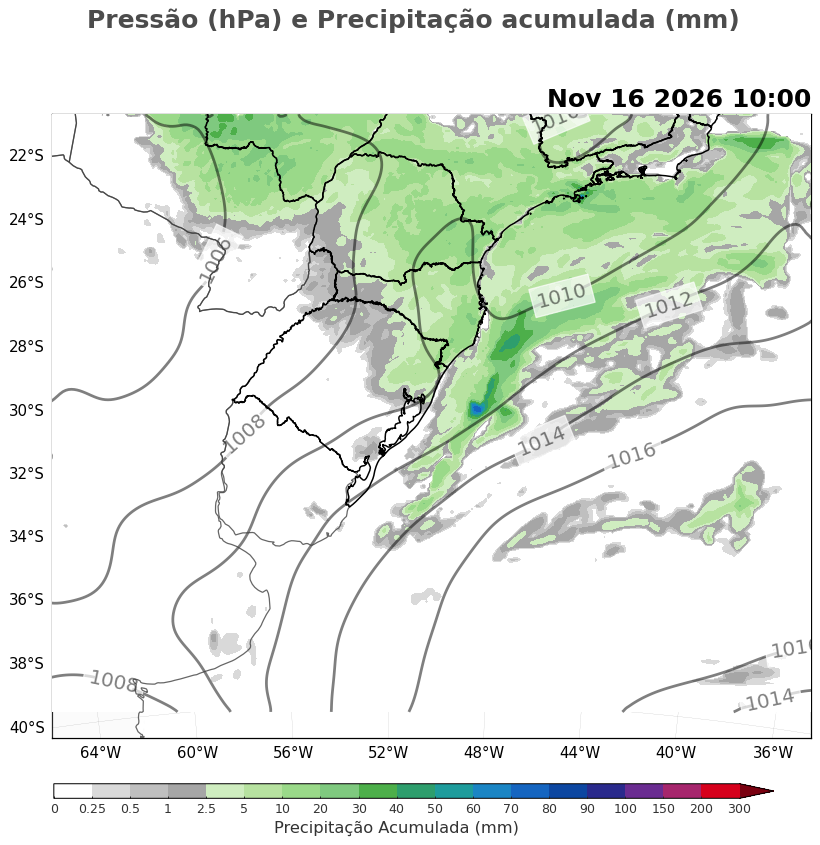 Pressão (hPa) e Precipitação acumulada (mm)
Nov 16 2026 10:00
1010
22°S
24°S
1006
26°S
1010
1012
28°S
30°S
1008
1014
1016
32°S
34°S
36°S
1016
38°S
1008
1014
40°S
64°W 60°W 56°W 52°W 48°W 44°W 40°W 36°W
0 0.25 0.5 1 2.5 5 10 20 30 40 50 60 70 80 90 100 150 200 300
Precipitação Acumulada (mm)